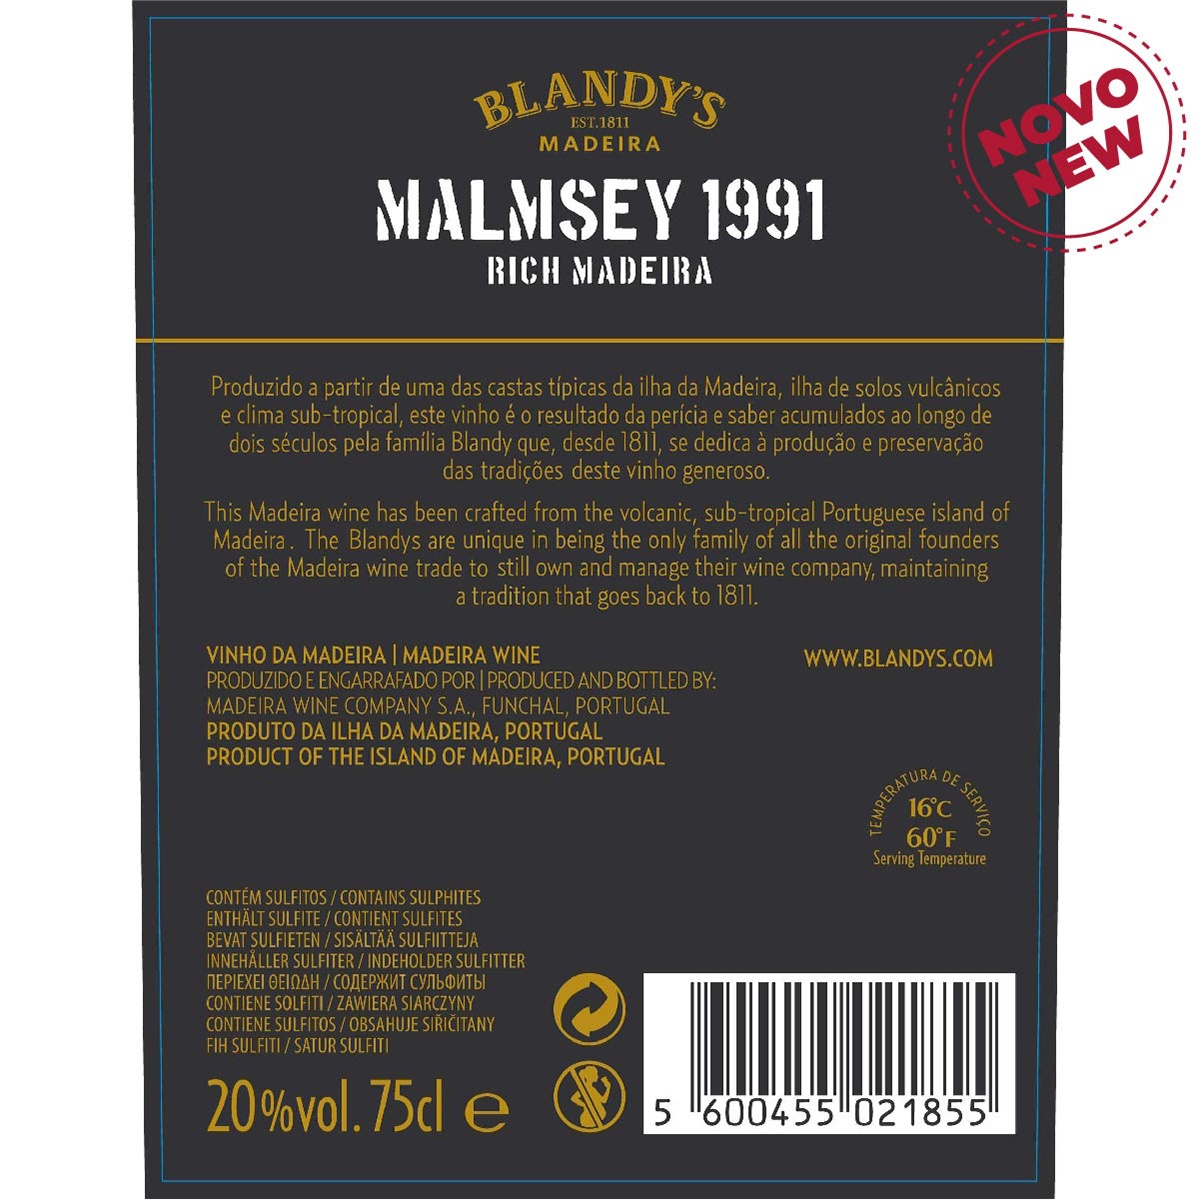 BLANDY'S
EST.1811
MADEIRA
MALMSEY 1991
RICH MADEIRA
NOVO
NEW
Produzido a partir de uma das castas típicas da ilha da Madeira, ilha de solos vulcânicos
e clima sub-tropical, este vinho é o resultado da perícia e saber acumulados ao longo de
dois séculos pela família Blandy que, desde 1811, se dedica à produção e preservação
das tradições deste vinho generoso.
This Madeira wine has been crafted from the volcanic, sub-tropical Portuguese island of
Madeira. The Blandys are unique in being the only family of all the original founders
of the Madeira wine trade to still own and manage their wine company, maintaining
a tradition that goes back to 1811.
VINHO DA MADEIRA | MADEIRA WINE
PRODUZIDO E ENGARRAFADO POR | PRODUCED AND BOTTLED BY:
MADEIRA WINE COMPANY S.A., FUNCHAL, PORTUGAL
PRODUTO DA ILHA DA MADEIRA, PORTUGAL
PRODUCT OF THE ISLAND OF MADEIRA, PORTUGAL
WWW.BLANDYS.COM
TEMPERATURA DE SERVIÇO
16°C
60°F
Serving Temperature
CONTÉM SULFITOS / CONTAINS SULPHITES
ENTHÄLT SULFITE / CONTIENT SULFITES
BEVAT SULFIETEN / SISÄLTÄÄ SULFIITTEJA
INNEHÅLLER SULFITER / INDEHOLDER SULFITTER
ΠΕΡΙΕΧΕΙ ΘΕΙΩΔΗ / СОДЕРЖИТ СУЛЬФИТЫ
CONTIENE SOLFITI / ZAWIERA SIARCZYNY
CONTIENE SULFITOS / OBSAHUJE SIŘIČITANY
FIH SULFITI / SATUR SULFITI
20%vol. 75cl e
5 600455 021855